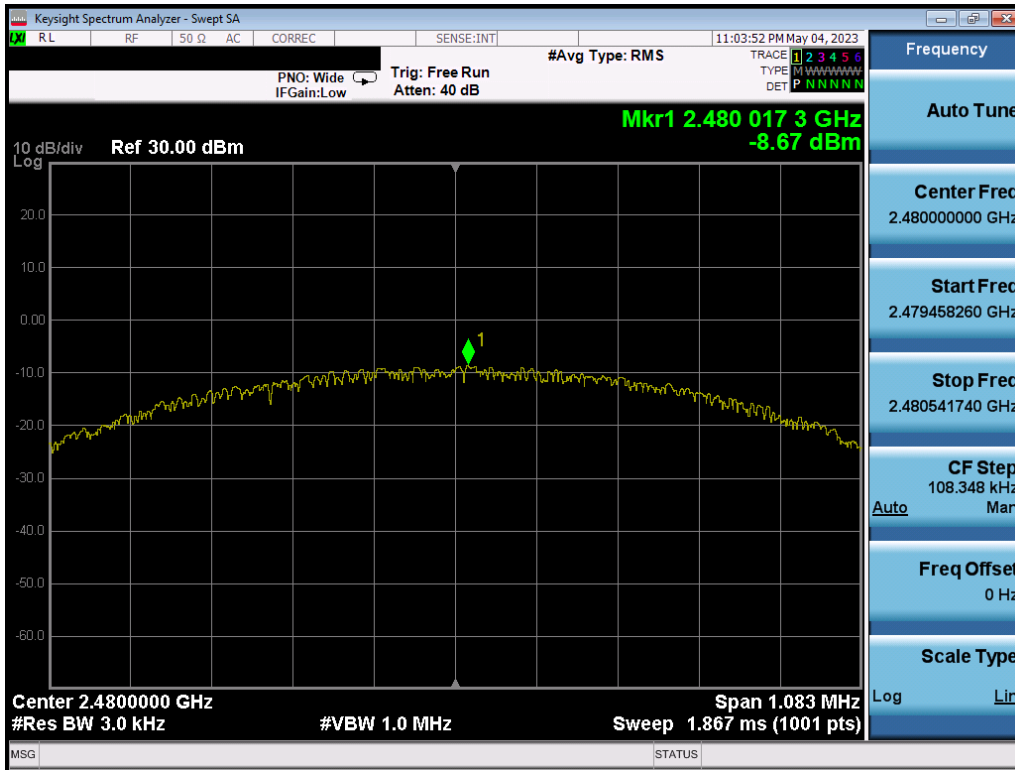 Keysight Spectrum Analyzer - Swept SA
LXI RL RF 50 Ω AC CORREC SENSE:INT 11:03:52 PM May 04, 2023
#Avg Type: RMS
TRACE 1 2 3 4 5 6
PNO: Wide Trig: Free Run
TYPE M W W W W W
IFGain:Low Atten: 40 dB
DET P N N N N N
Mkr1 2.480 017 3 GHz
-8.67 dBm
10 dB/div Ref 30.00 dBm
Log
20.0
10.0
0.00
1
-10.0
-20.0
-30.0
-40.0
-50.0
-60.0
Center 2.4800000 GHz Span 1.083 MHz
#Res BW 3.0 kHz #VBW 1.0 MHz Sweep 1.867 ms (1001 pts)
MSG STATUS
Frequency
Auto Tune
Center Freq
2.480000000 GHz
Start Freq
2.479458260 GHz
Stop Freq
2.480541740 GHz
CF Step
108.348 kHz
Auto Man
Freq Offset
0 Hz
Scale Type
Log Lin